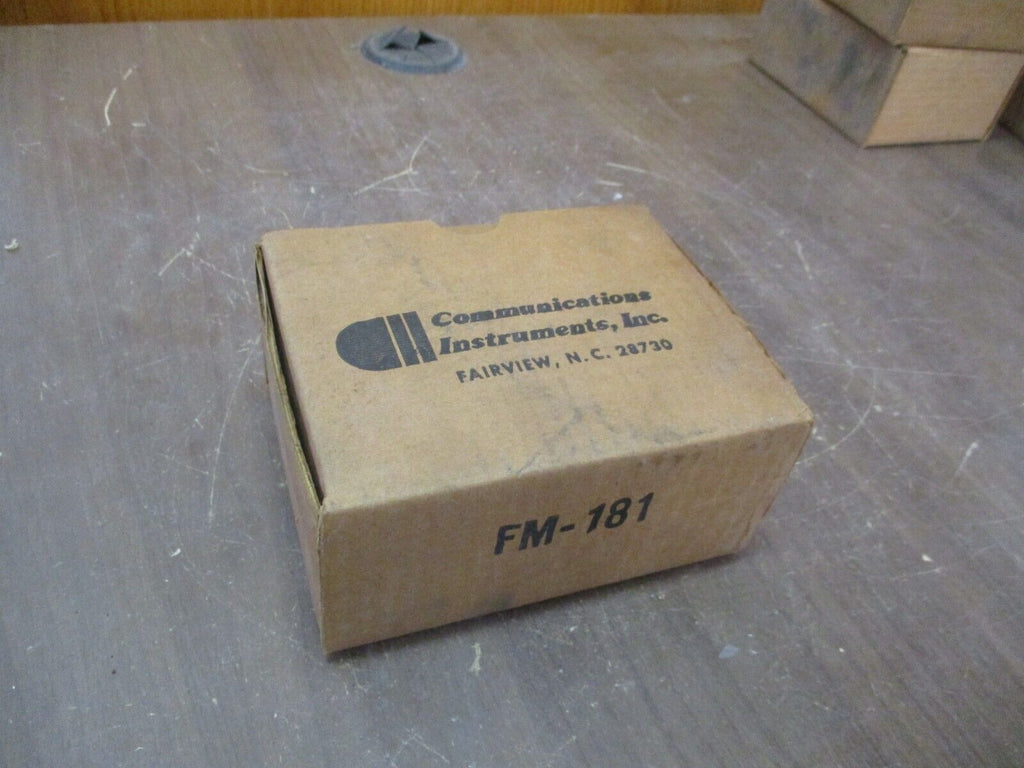 Communications
Instruments, Inc.
FAIRVIEW, N. C. 28730
FM-181